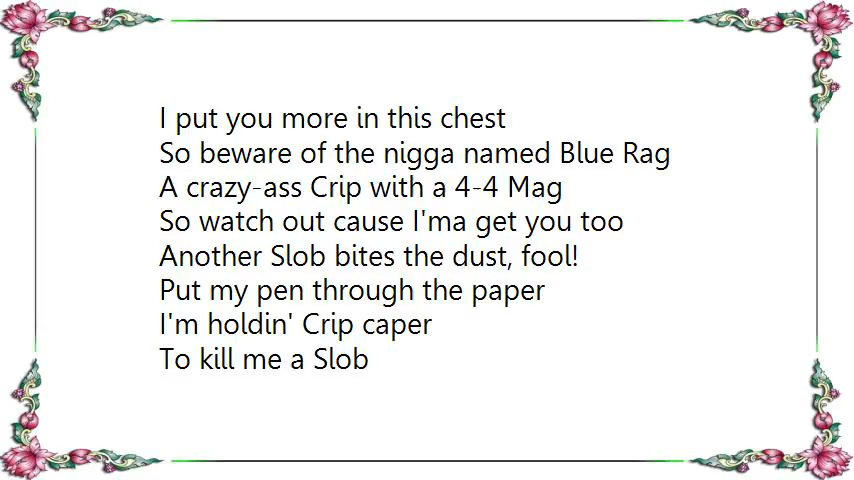 I put you more in this chest
So beware of the nigga named Blue Rag
A crazy-ass Crip with a 4-4 Mag
So watch out cause I'ma get you too
Another Slob bites the dust, fool!
Put my pen through the paper
I'm holdin' Crip caper
To kill me a Slob